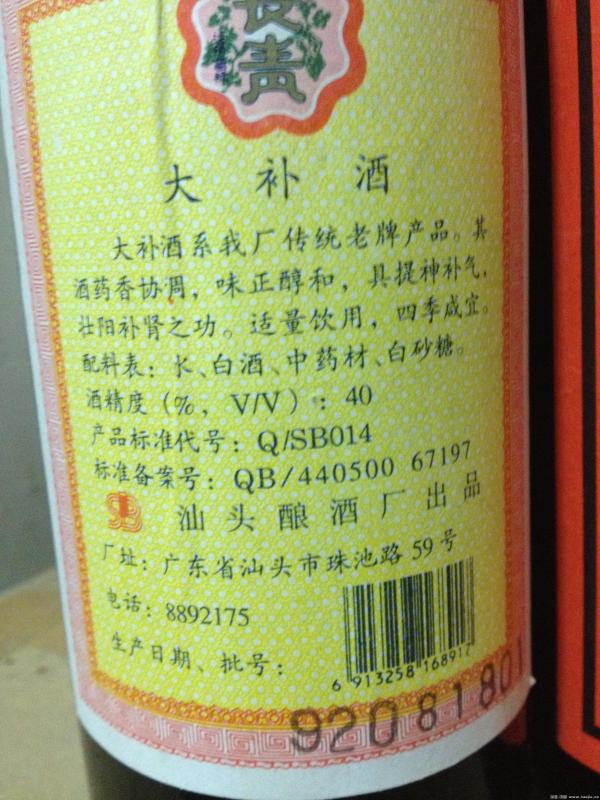 長青
大补酒
大补酒系我厂传统老牌产品。其
酒药香协调，味正醇和，具提神补气，
壮阳补肾之功。适量饮用，四季咸宜。
配料表：水、白酒、中药材、白砂糖。
酒精度（%，V/V）：40
产品标准代号：Q/SB014
标准备案号：QB/440500 67197
汕头酿酒厂出品
厂址：广东省汕头市珠池路 59 号
电话：8892175
生产日期、批号：
6 913258 168912
92081801